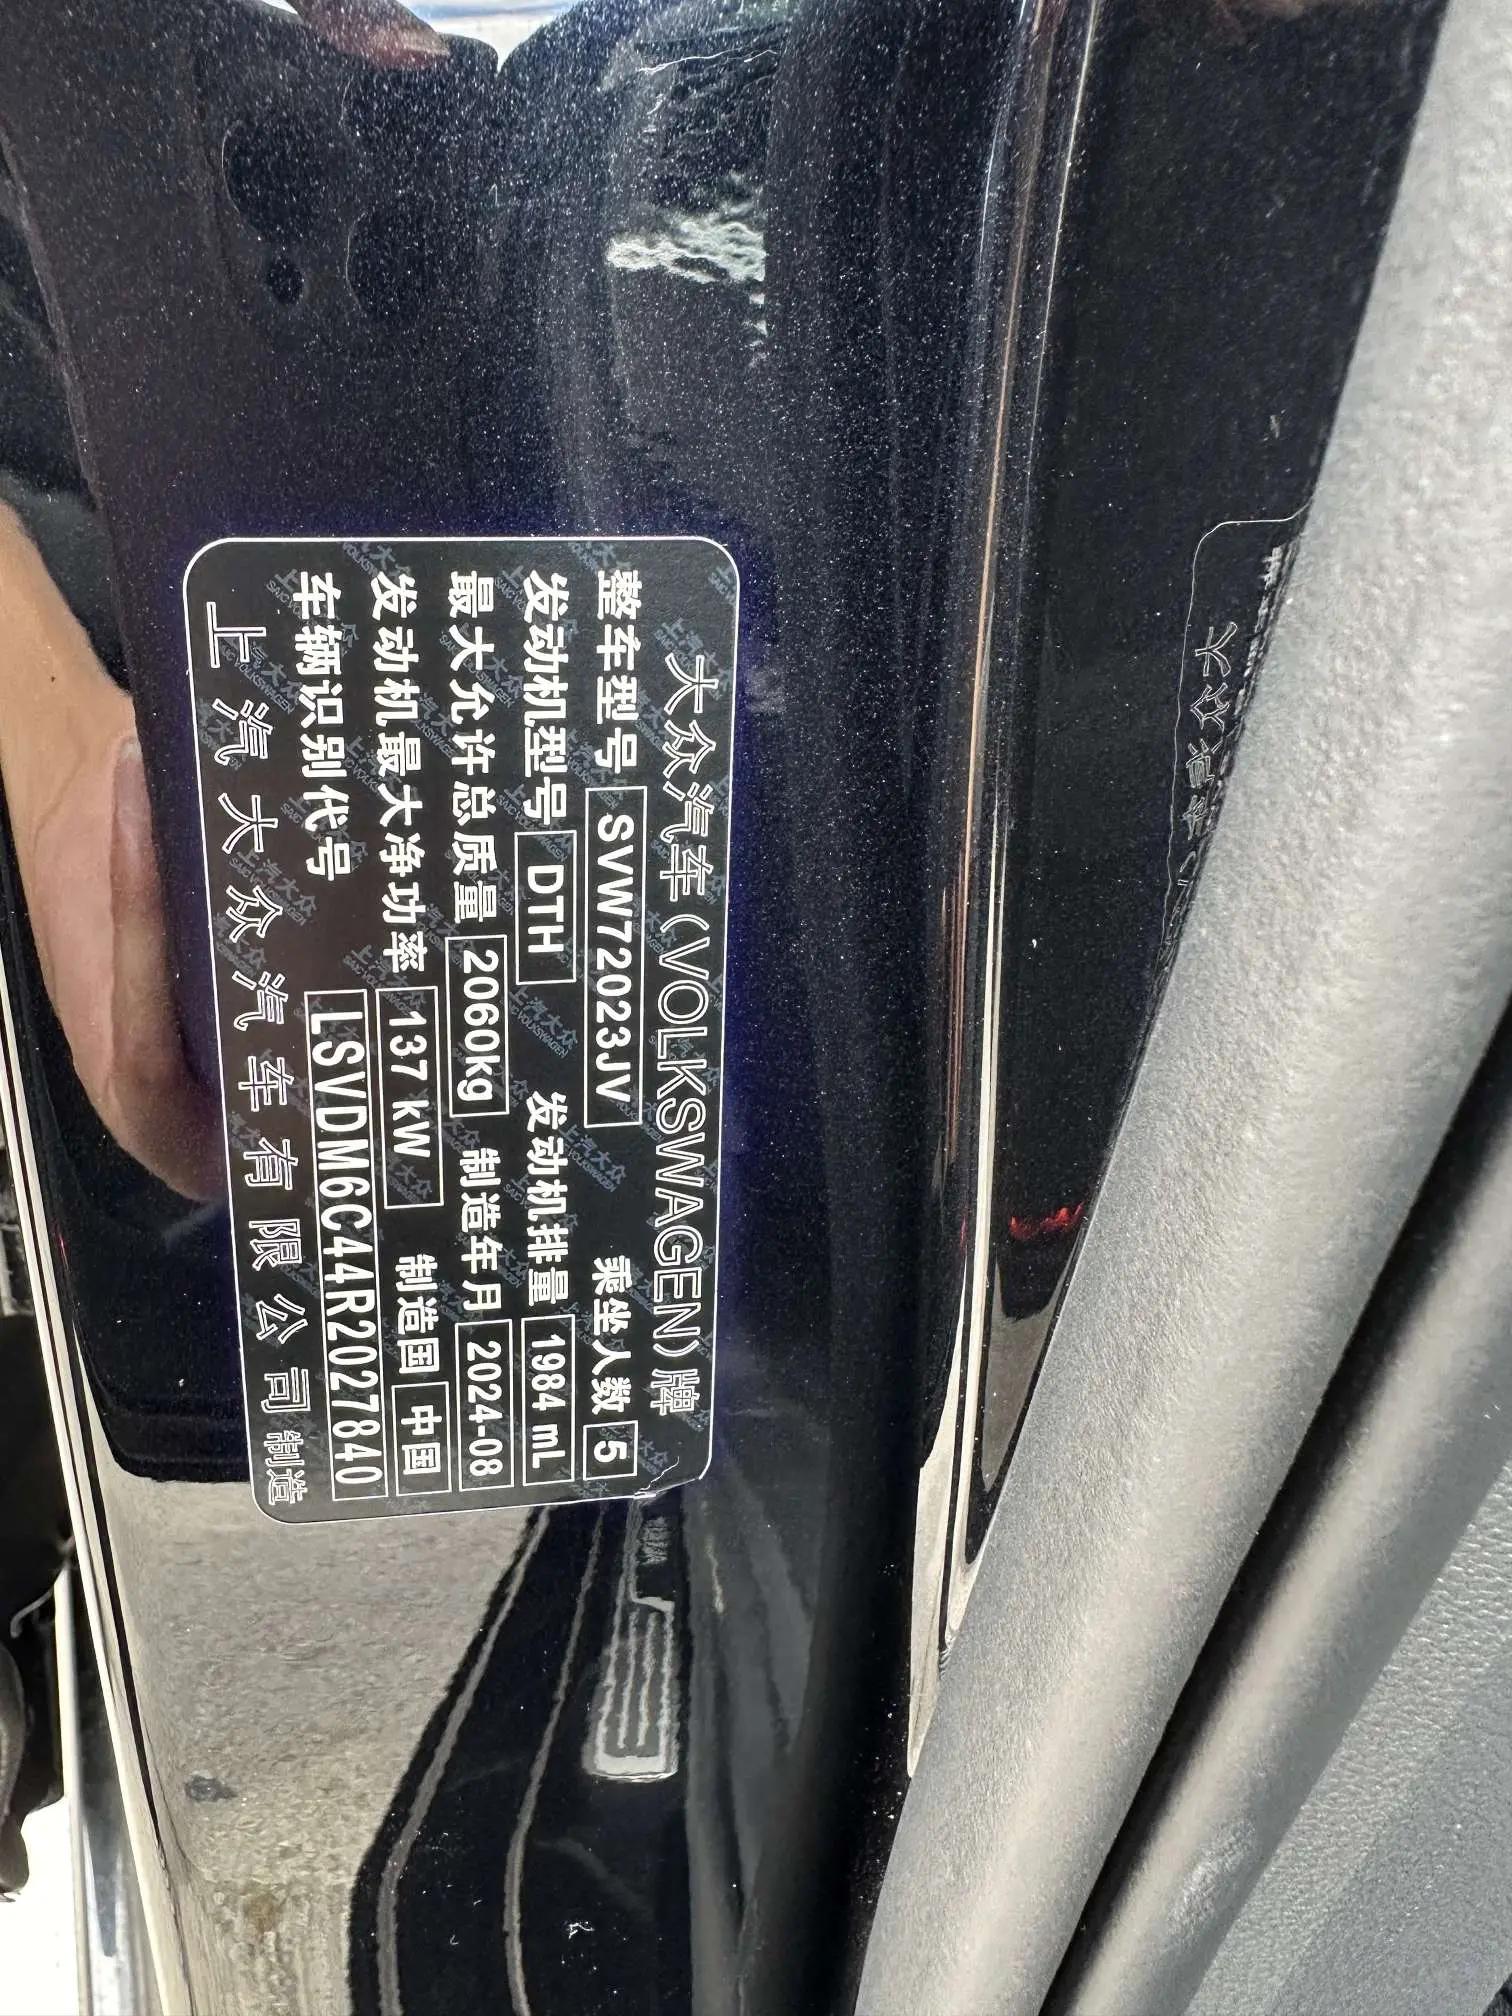 大众汽车(VOLKSWAGEN)牌
整车型号 SVW72023JV 乘坐人数 5
发动机型号 DTH 发动机排量 1984 mL
最大允许总质量 2060kg 制造年月 2024-08
发动机最大净功率 137 kW 制造国 中国
车辆识别代号 LSVDM6C44R2027840
上汽大众汽车有限公司 制造